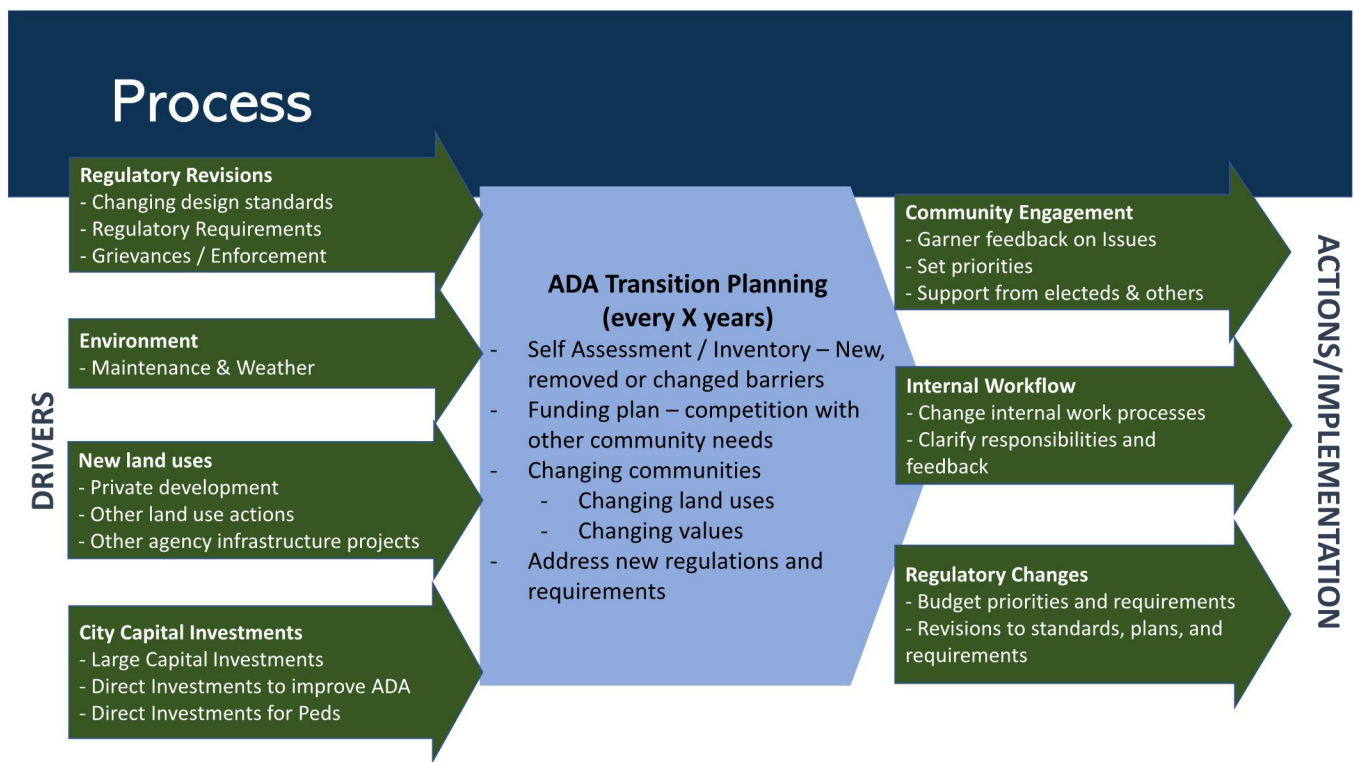 Process
DRIVERS
Regulatory Revisions
- Changing design standards
- Regulatory Requirements
- Grievances / Enforcement
Environment
- Maintenance & Weather
New land uses
- Private development
- Other land use actions
- Other agency infrastructure projects
City Capital Investments
- Large Capital Investments
- Direct Investments to improve ADA
- Direct Investments for Peds
ADA Transition Planning
(every X years)
- Self Assessment / Inventory – New,
removed or changed barriers
- Funding plan – competition with
other community needs
- Changing communities
- Changing land uses
- Changing values
- Address new regulations and
requirements
Community Engagement
- Garner feedback on Issues
- Set priorities
- Support from electeds & others
Internal Workflow
- Change internal work processes
- Clarify responsibilities and
feedback
Regulatory Changes
- Budget priorities and requirements
- Revisions to standards, plans, and
requirements
ACTIONS/IMPLEMENTATION